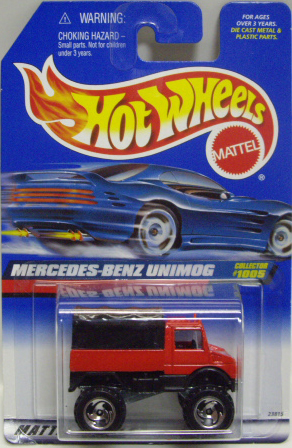 WARNING:
CHOKING HAZARD –
Small parts. Not for children
under 3 years.
FOR AGES
OVER 3 YEARS.
DIE CAST METAL &
PLASTIC PARTS.
HOT WHEELS
MATTEL
®
MERCEDES-BENZ UNIMOG
COLLECTOR
#1005